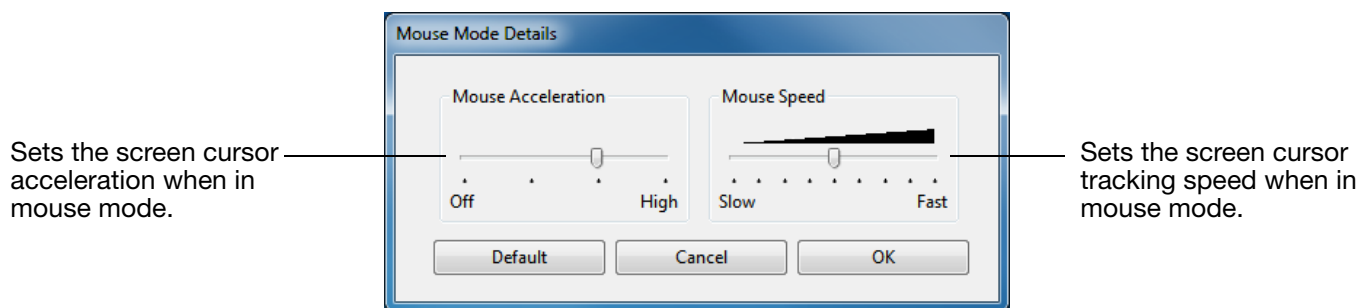 Mouse Mode Details
Mouse Acceleration
Mouse Speed
Sets the screen cursor
acceleration when in
mouse mode.
Off
High
Slow
Fast
Sets the screen cursor
tracking speed when in
mouse mode.
Default
Cancel
OK